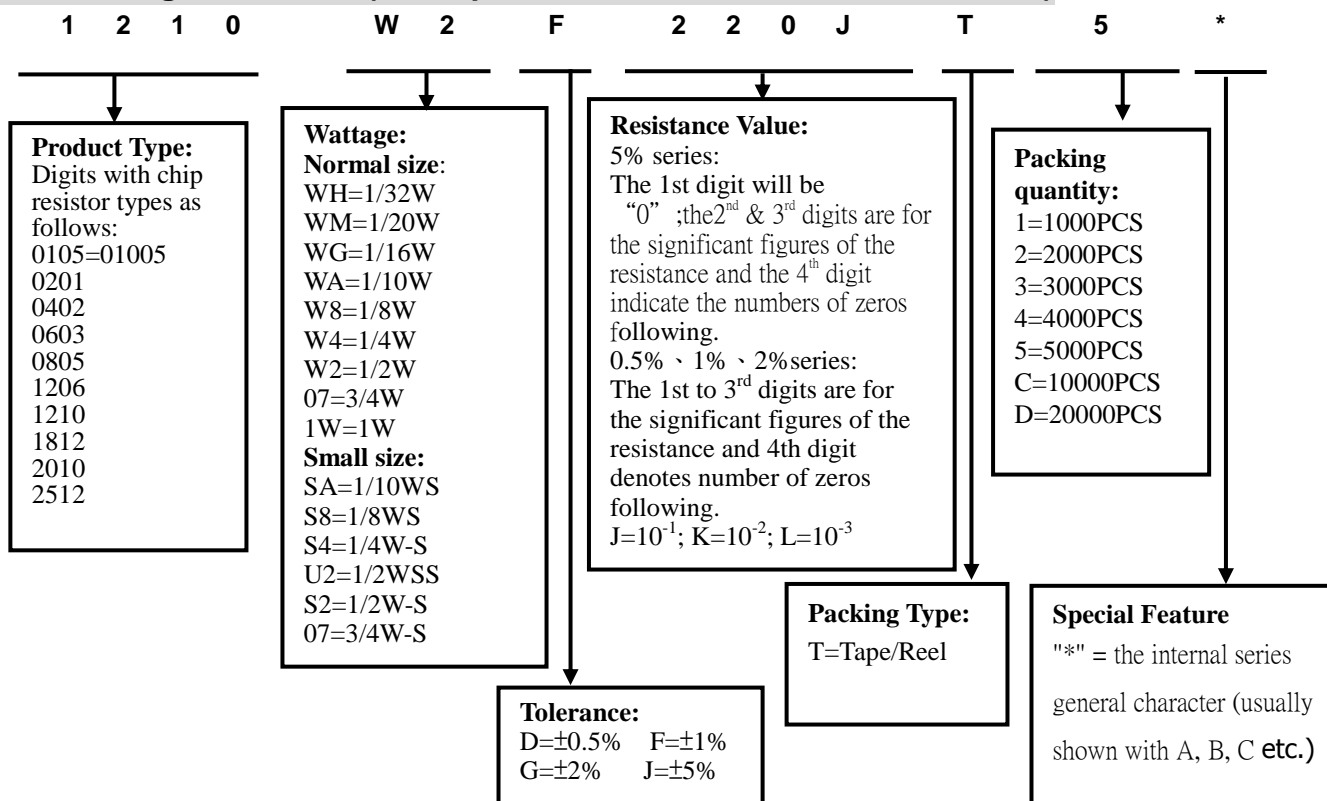 1 2 1 0 W 2 F 2 2 0 J T 5 *
Product Type:
Digits with chip
resistor types as
follows:
0105=01005
0201
0402
0603
0805
1206
1210
1812
2010
2512
Wattage:
Normal size:
WH=1/32W
WM=1/20W
WG=1/16W
WA=1/10W
W8=1/8W
W4=1/4W
W2=1/2W
07=3/4W
1W=1W
Small size:
SA=1/10WS
S8=1/8WS
S4=1/4W-S
U2=1/2WSS
S2=1/2W-S
07=3/4W-S
Tolerance:
D=±0.5% F=±1%
G=±2% J=±5%
Resistance Value:
5% series:
The 1st digit will be
“0” ;the2nd & 3rd digits are for
the significant figures of the
resistance and the 4th digit
indicate the numbers of zeros
following.
0.5%、1%、2%series:
The 1st to 3rd digits are for
the significant figures of the
resistance and 4th digit
denotes number of zeros
following.
J=10-1; K=10-2; L=10-3
Packing Type:
T=Tape/Reel
Packing
quantity:
1=1000PCS
2=2000PCS
3=3000PCS
4=4000PCS
5=5000PCS
C=10000PCS
D=20000PCS
Special Feature
"*" = the internal series
general character (usually
shown with A, B, C etc.)